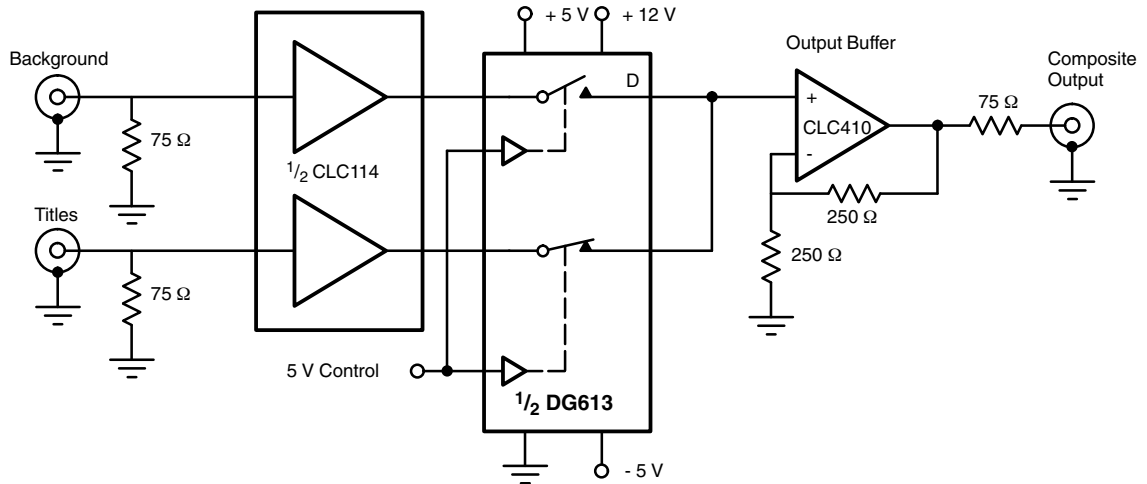 + 5 V
+ 12 V
Background
Output Buffer
Composite
Output
D
75 Ω
+
CLC410
-
75 Ω
1/2 CLC114
Titles
250 Ω
250 Ω
75 Ω
5 V Control
1/2 DG613
- 5 V